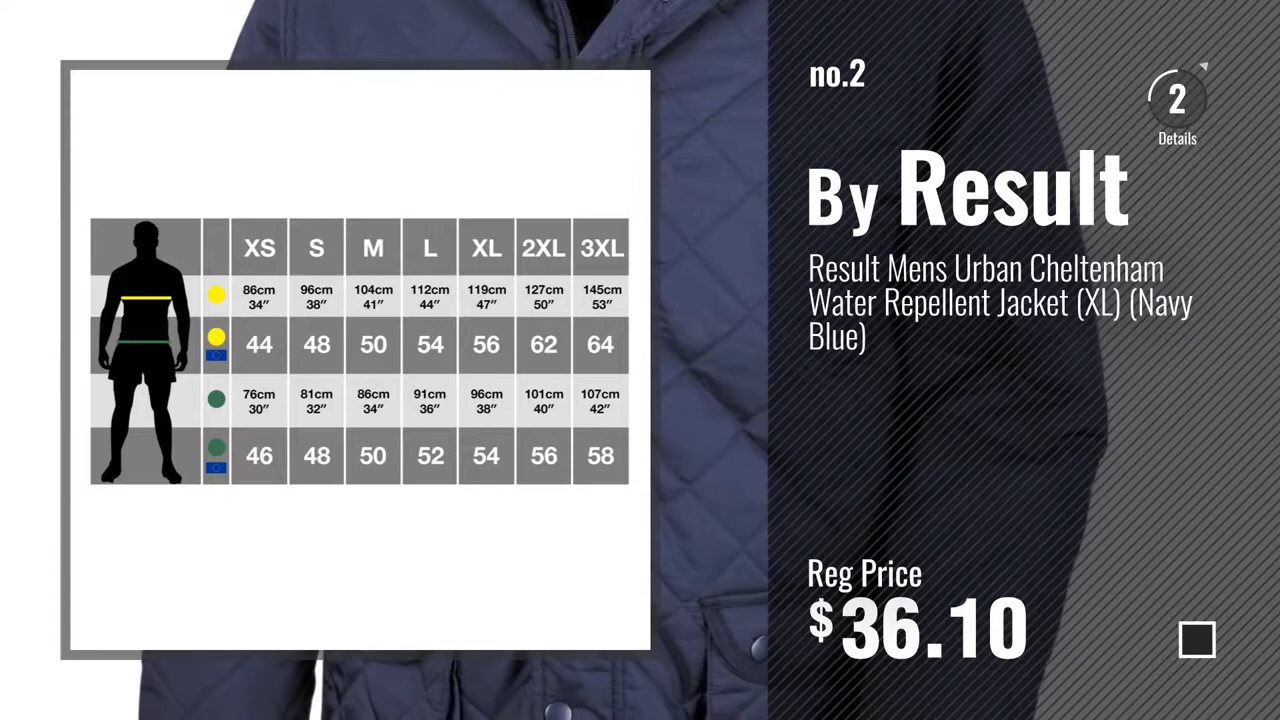 XS S M L XL 2XL 3XL
86cm 96cm 104cm 112cm 119cm 127cm 145cm
34″ 38″ 41″ 44″ 47″ 50″ 53″
44 48 50 54 56 62 64
76cm 81cm 86cm 91cm 96cm 101cm 107cm
30″ 32″ 34″ 36″ 38″ 40″ 42″
46 48 50 52 54 56 58
no.2
2
Details
By Result
Result Mens Urban Cheltenham
Water Repellent Jacket (XL) (Navy
Blue)
Reg Price
$36.10